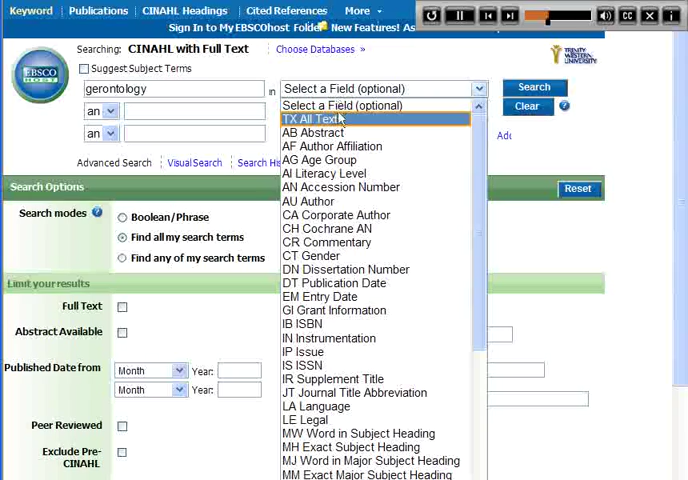 Keyword Publications CINAHL Headings Cited References More
Sign In to My EBSCOhost Folder New Features!
CC
Searching: CINAHL with Full Text Choose Databases »
EBSCO HOST
TRINITY WESTERN UNIVERSITY
Suggest Subject Terms
gerontology in Select a Field (optional) Search
an Clear
an
Select a Field (optional)
TX All Text
AB Abstract
AF Author Affiliation
AG Age Group
AI Literacy Level
AN Accession Number
AU Author
CA Corporate Author
CH Cochrane AN
CR Commentary
CT Gender
DN Dissertation Number
DT Publication Date
EM Entry Date
GI Grant Information
IB ISBN
IN Instrumentation
IP Issue
IS ISSN
IR Supplement Title
JT Journal Title Abbreviation
LA Language
LE Legal
MW Word in Subject Heading
MH Exact Subject Heading
MJ Word in Major Subject Heading
MM Exact Major Subject Heading
Advanced Search Visual Search Search His
Search Options Reset
Search modes
Boolean/Phrase
Find all my search terms
Find any of my search terms
Limit your results
Full Text
Abstract Available
Published Date from Month Year:
Month Year:
Peer Reviewed
Exclude Pre-
CINAHL